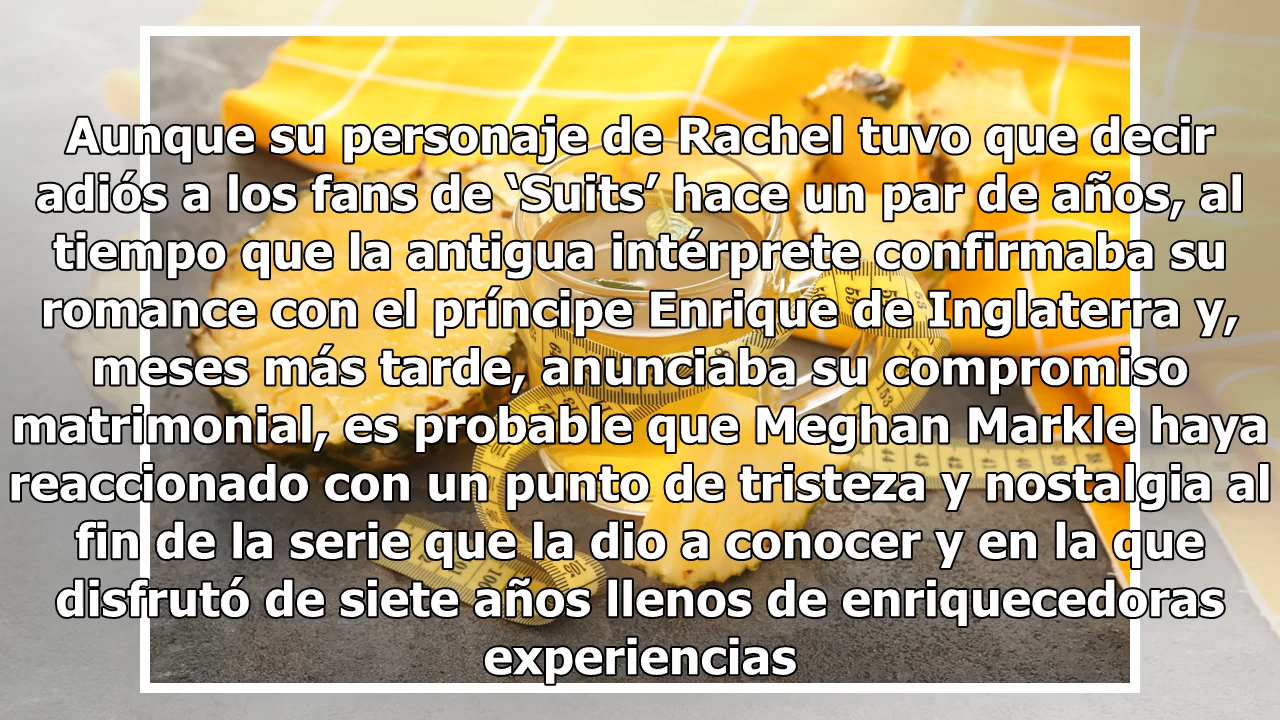 Aunque su personaje de Rachel tuvo que decir
adiós a los fans de ‘Suits’ hace un par de años, al
tiempo que la antigua intérprete confirmaba su
romance con el príncipe Enrique de Inglaterra y,
meses más tarde, anunciaba su compromiso
matrimonial, es probable que Meghan Markle haya
reaccionado con un punto de tristeza y nostalgia al
fin de la serie que la dio a conocer y en la que
disfrutó de siete años llenos de enriquecedoras
experiencias